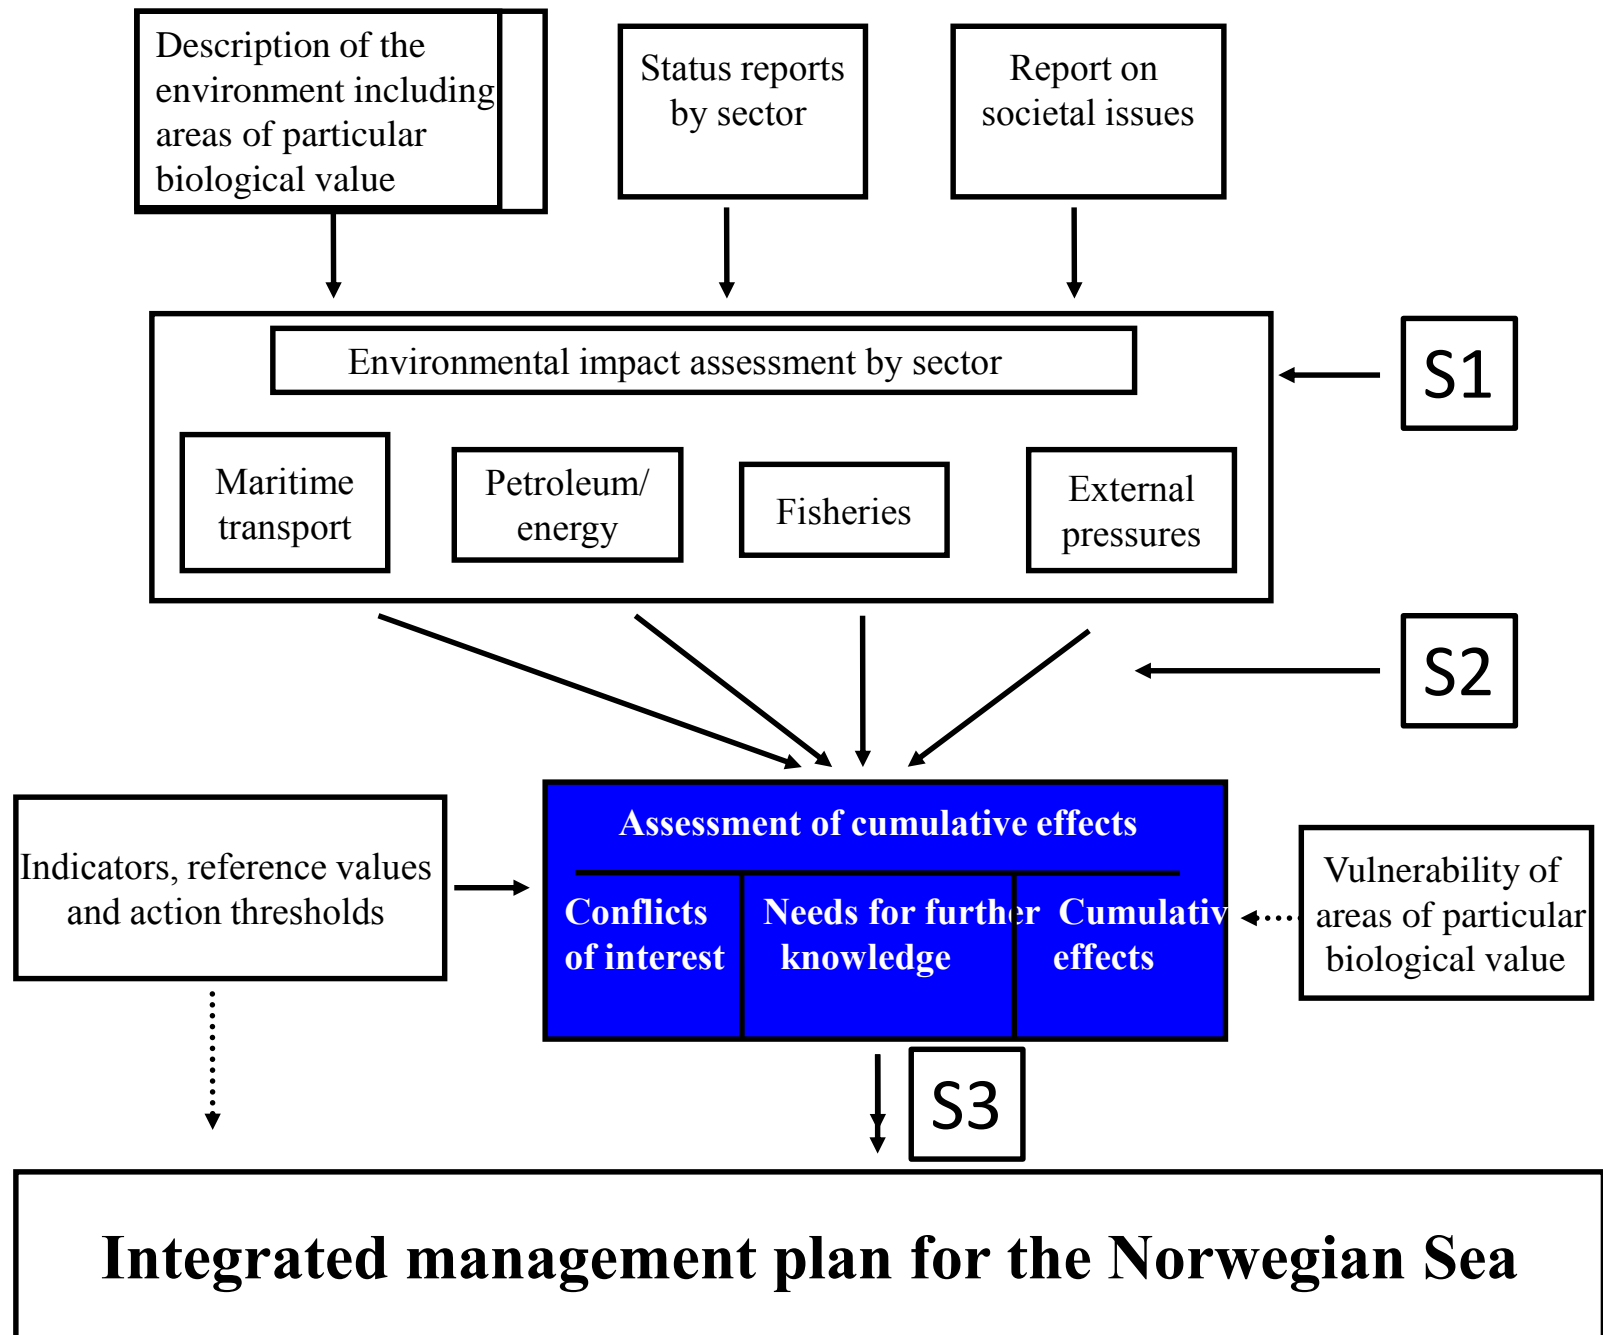 Description of the
environment including
areas of particular
biological value
Status reports
by sector
Report on
societal issues
Environmental impact assessment by sector
S1
Maritime
transport
Petroleum/
energy
Fisheries
External
pressures
S2
Indicators, reference values
and action thresholds
Assessment of cumulative effects
Conflicts
of interest
Needs for further
knowledge
Cumulativ
effects
Vulnerability of
areas of particular
biological value
S3
Integrated management plan for the Norwegian Sea